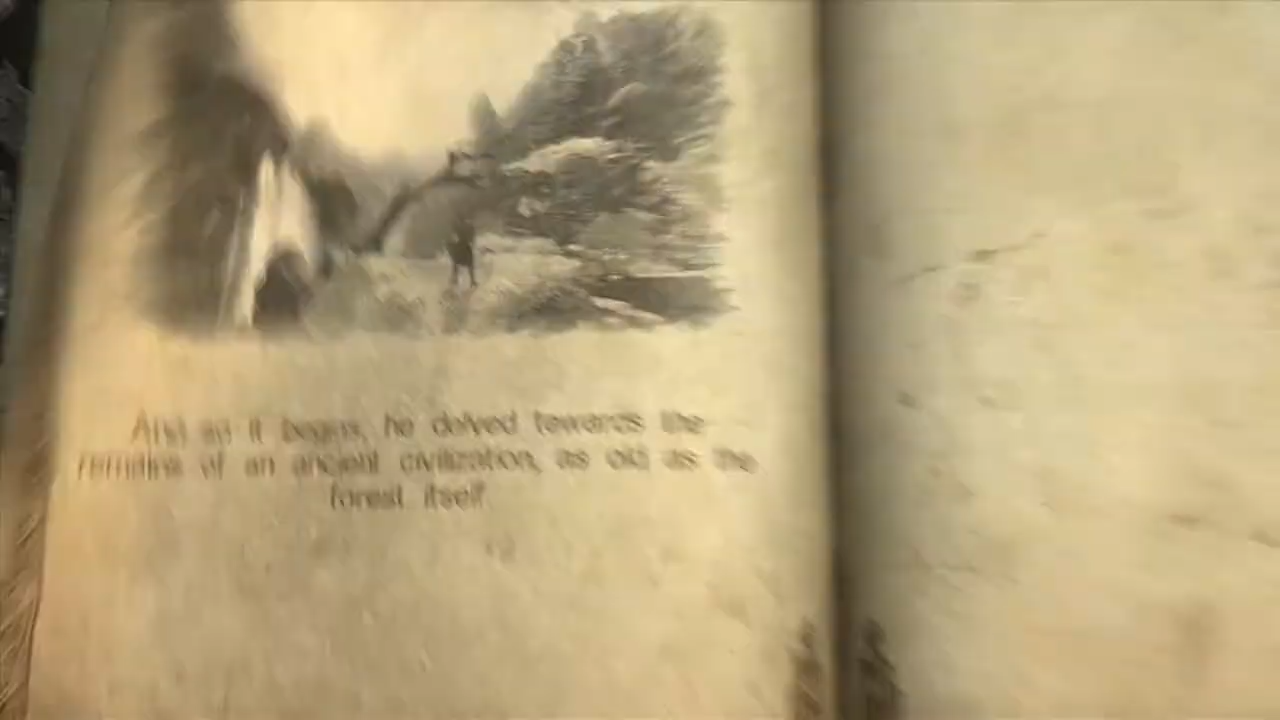 And so it begins, he delved towards the
remains of an ancient civilization, as old as the
forest itself.